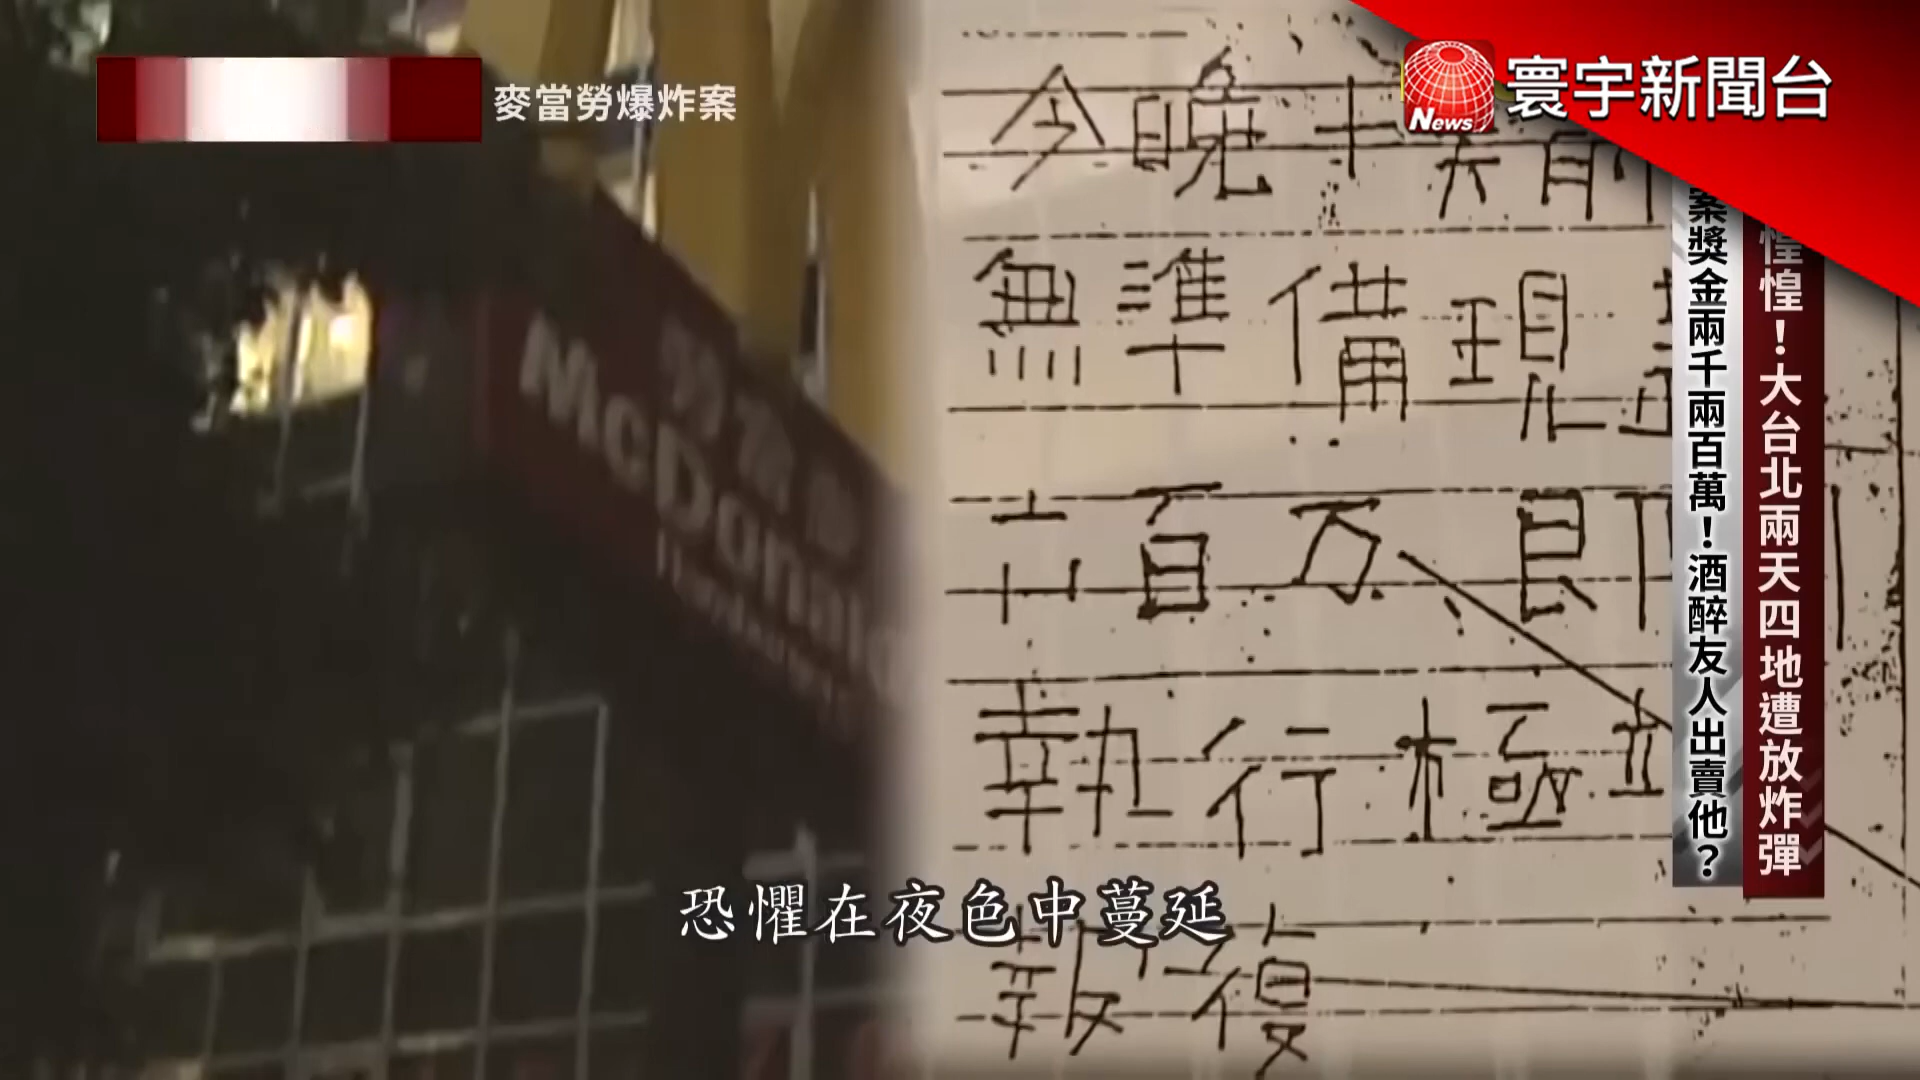 麥當勞爆炸案
News
寰宇新聞台
McDonal
今晚十 前
無準備現
六百万 即
執行極
報復
惶！大台北兩天四地遭放炸彈
案獎金兩千兩百萬！酒醉友人出賣他？
恐懼在夜色中蔓延